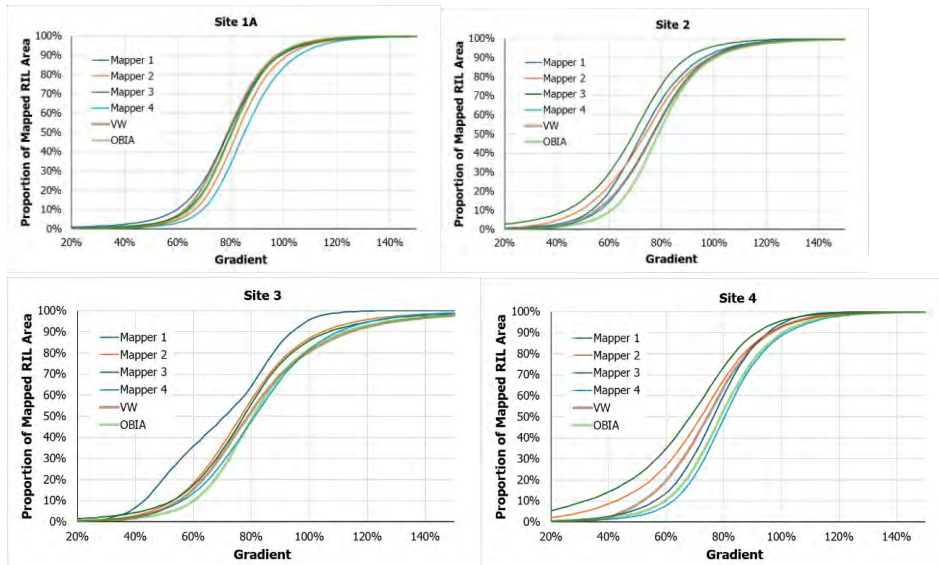 Site 1A
Proportion of Mapped RIL Area
100%
90%
80%
70%
60%
50%
40%
30%
20%
10%
0%
Mapper 1
Mapper 2
Mapper 3
Mapper 4
VW
OBIA
20% 40% 60% 80% 100% 120% 140%
Gradient
Site 2
Proportion of Mapped RIL Area
100%
90%
80%
70%
60%
50%
40%
30%
20%
10%
0%
Mapper 1
Mapper 2
Mapper 3
Mapper 4
VW
OBIA
20% 40% 60% 80% 100% 120% 140%
Gradient
Site 3
Proportion of Mapped RIL Area
100%
90%
80%
70%
60%
50%
40%
30%
20%
10%
0%
Mapper 1
Mapper 2
Mapper 3
Mapper 4
VW
OBIA
20% 40% 60% 80% 100% 120% 140%
Gradient
Site 4
Proportion of Mapped RIL Area
100%
90%
80%
70%
60%
50%
40%
30%
20%
10%
0%
Mapper 1
Mapper 2
Mapper 3
Mapper 4
VW
OBIA
20% 40% 60% 80% 100% 120% 140%
Gradient